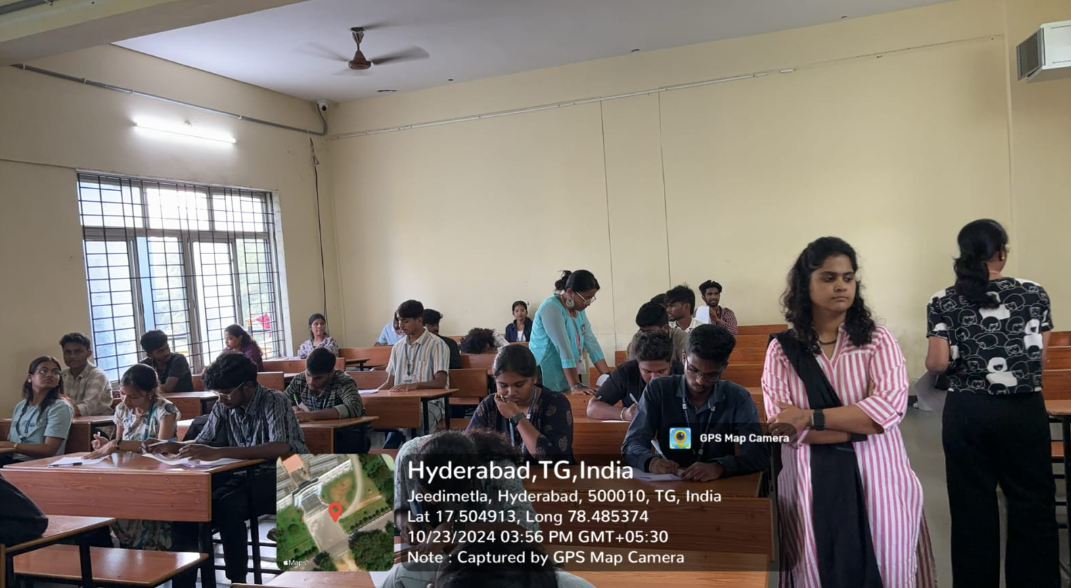 GPS Map Camera
Hyderabad,TG,India
Jeedimetla, Hyderabad, 500010, TG, India
Lat 17.504913, Long 78.485374
10/23/2024 03:56 PM GMT+05:30
Note : Captured by GPS Map Camera
Maps